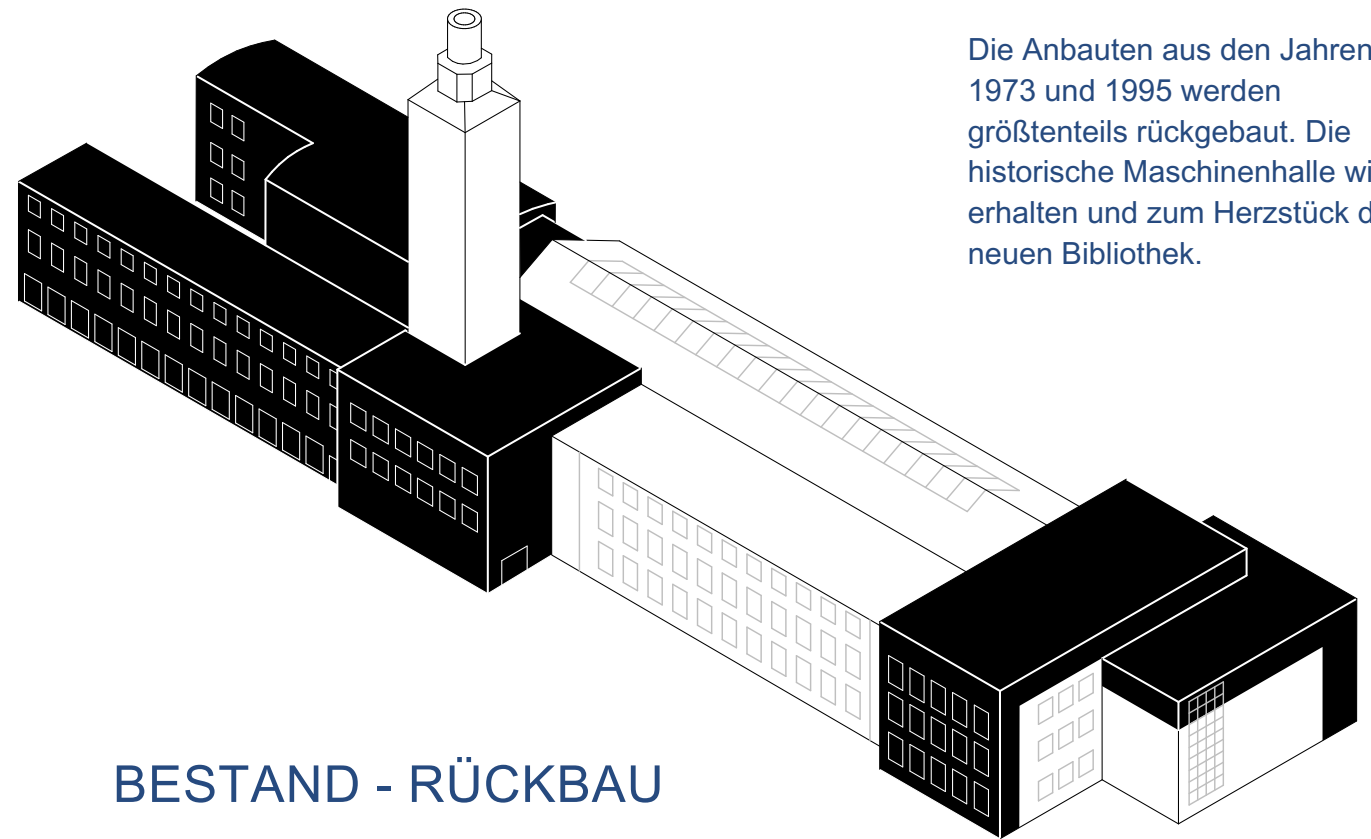 Die Anbauten aus den Jahren
1973 und 1995 werden
größtenteils rückgebaut. Die
historische Maschinenhalle wi
erhalten und zum Herzstück d
neuen Bibliothek.
BESTAND - RÜCKBAU